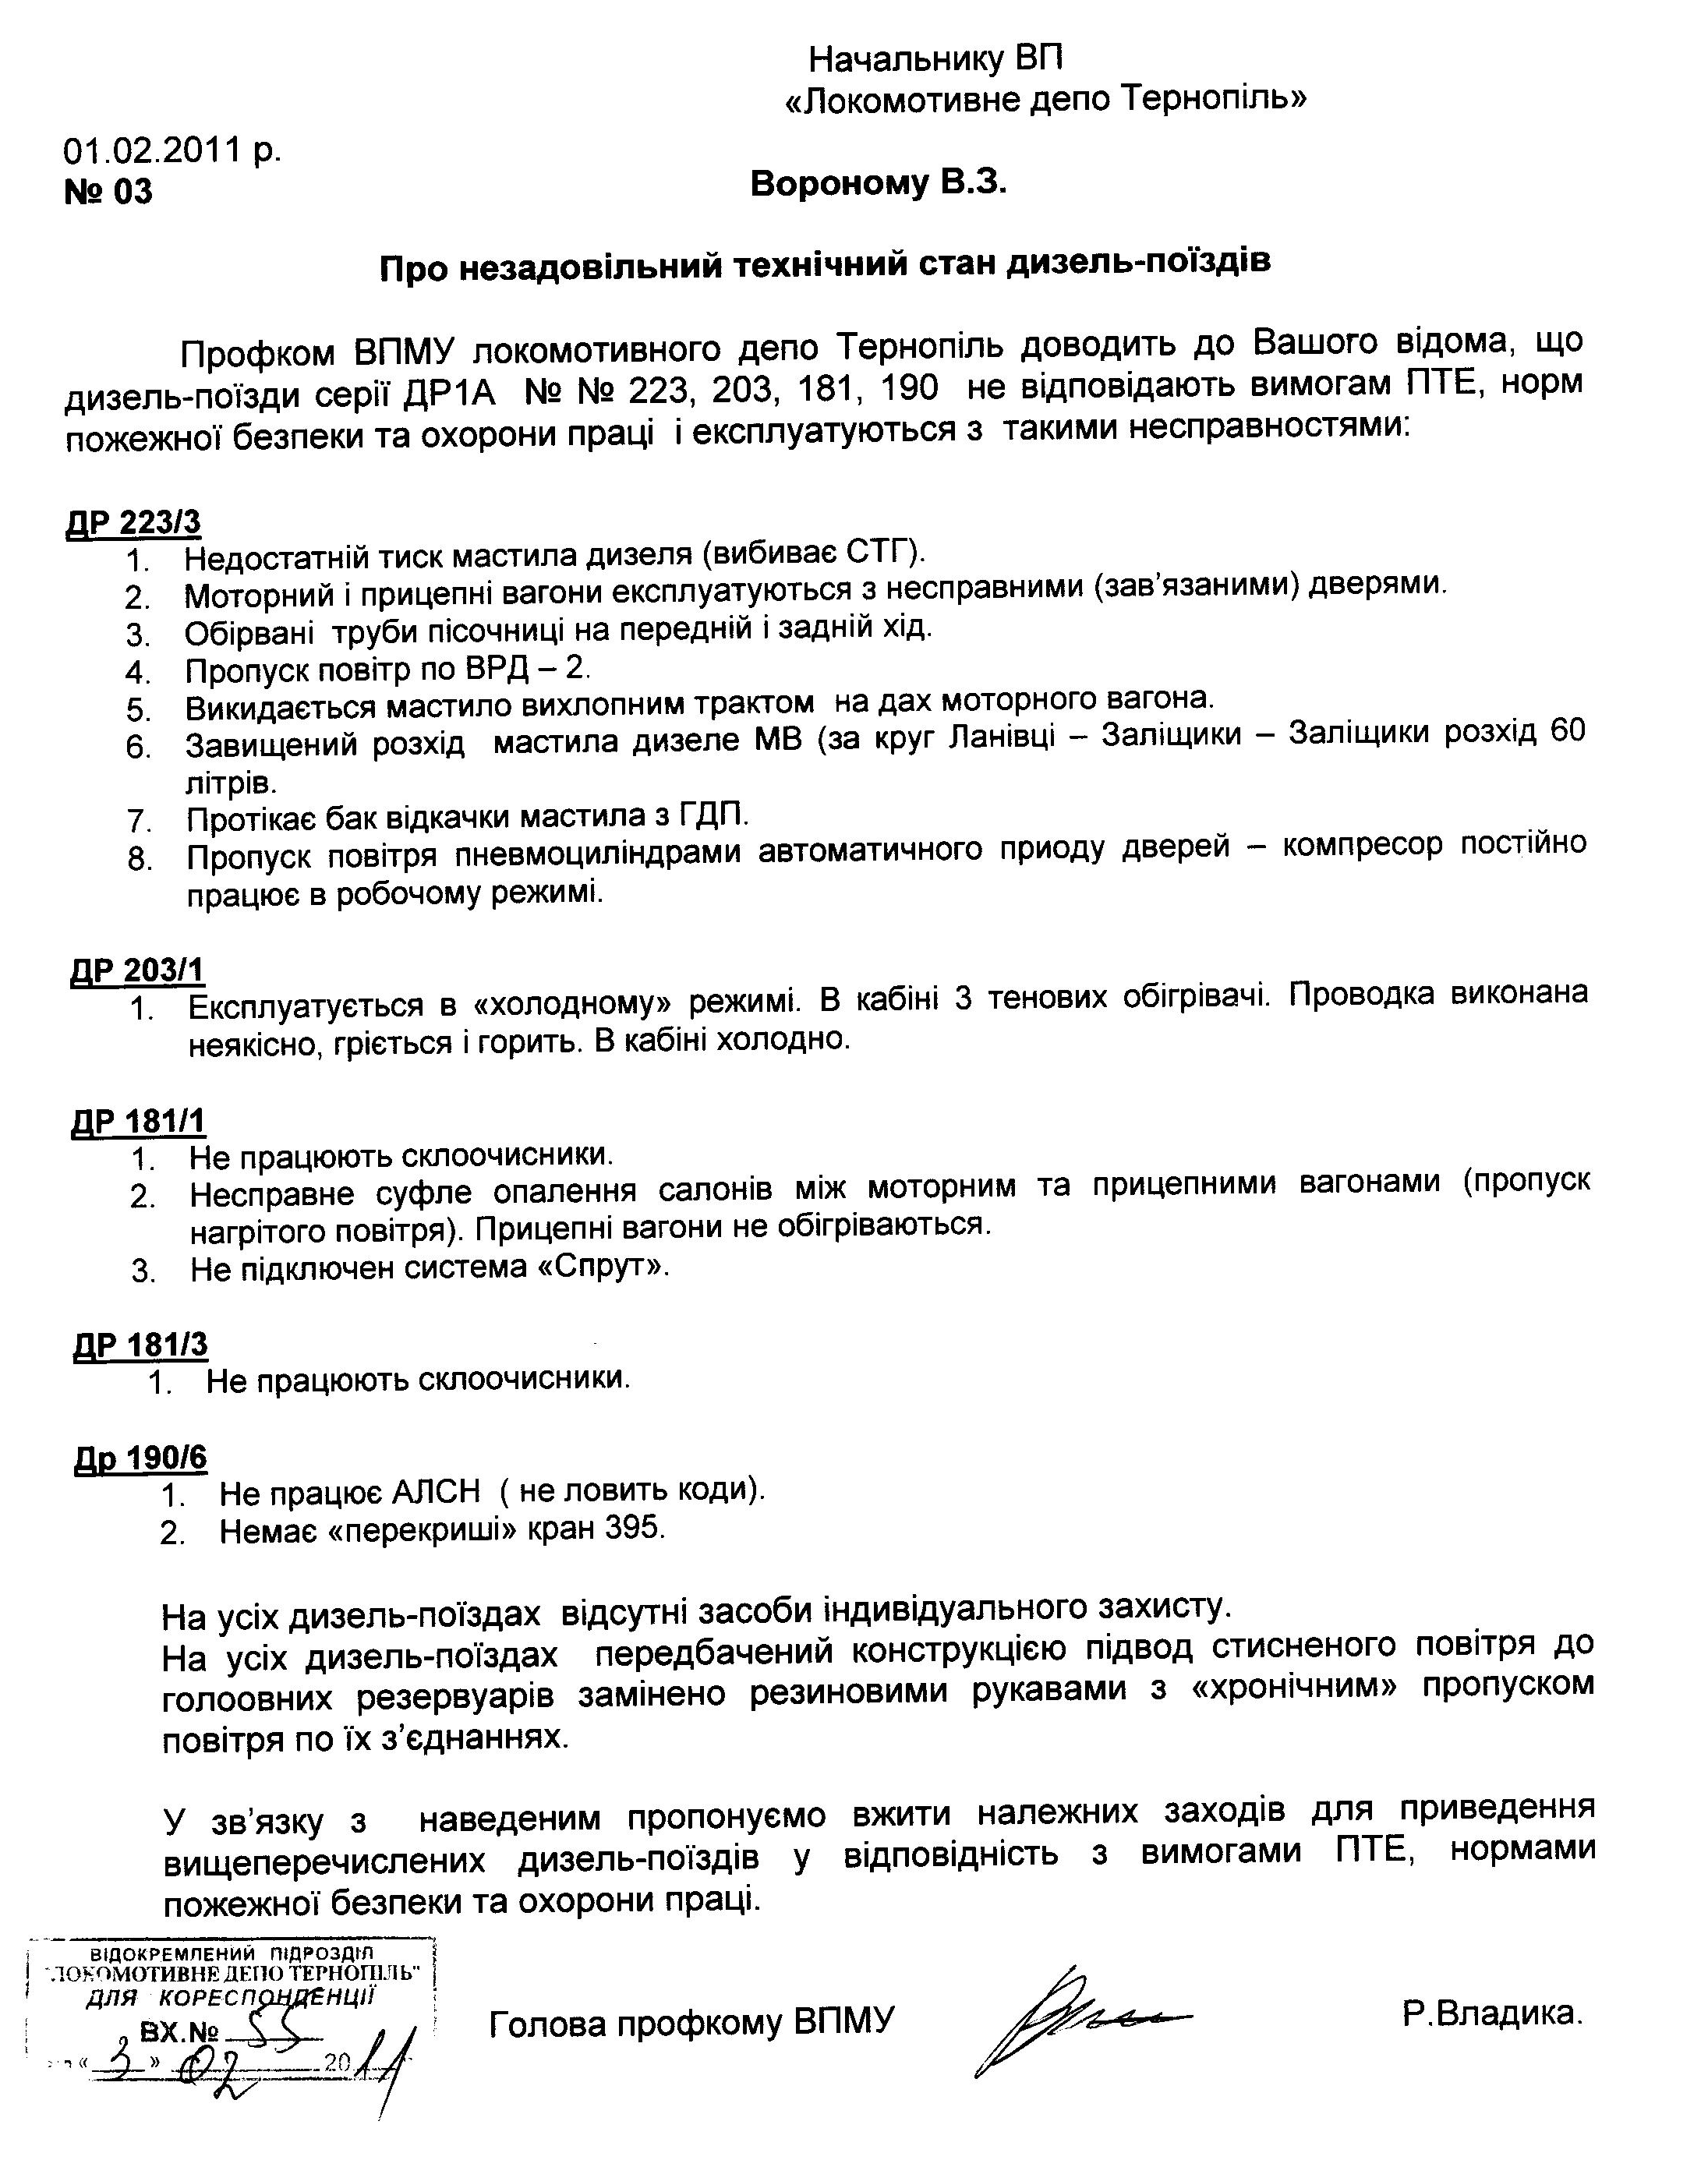 Начальнику ВП
«Локомотивне депо Тернопіль»
01.02.2011 р.
№ 03
Вороному В.З.
Про незадовільний технічний стан дизель-поїздів
Профком ВПМУ локомотивного депо Тернопіль доводить до Вашого відома, що
дизель-поїзди серії ДР1А № № 223, 203, 181, 190 не відповідають вимогам ПТЕ, норм
пожежної безпеки та охорони праці і експлуатуються з такими несправностями:
ДР 223/3
1. Недостатній тиск мастила дизеля (вибиває СТГ).
2. Моторний і прицепні вагони експлуатуються з несправними (зав’язаними) дверями.
3. Обірвані труби пісочниці на передній і задній хід.
4. Пропуск повітр по ВРД – 2.
5. Викидається мастило вихлопним трактом на дах моторного вагона.
6. Завищений розхід мастила дизеле МВ (за круг Ланівці – Заліщики – Заліщики розхід 60
літрів.
7. Протікає бак відкачки мастила з ГДП.
8. Пропуск повітря пневмоциліндрами автоматичного приоду дверей – компресор постійно
працює в робочому режимі.
ДР 203/1
1. Експлуатується в «холодному» режимі. В кабіні 3 тенових обігрівачі. Проводка виконана
неякісно, гріється і горить. В кабіні холодно.
ДР 181/1
1. Не працюють склоочисники.
2. Несправне суфле опалення салонів між моторним та прицепними вагонами (пропуск
нагрітого повітря). Прицепні вагони не обігріваються.
3. Не підключен система «Спрут».
ДР 181/3
1. Не працюють склоочисники.
Др 190/6
1. Не працює АЛСН ( не ловить коди).
2. Немає «перекриші» кран 395.
На усіх дизель-поїздах відсутні засоби індивідуального захисту.
На усіх дизель-поїздах передбачений конструкцією підвод стисненого повітря до
голоовних резервуарів замінено резиновими рукавами з «хронічним» пропуском
повітря по їх з’єднаннях.
У зв’язку з наведеним пропонуємо вжити належних заходів для приведення
вищеперечислених дизель-поїздів у відповідність з вимогами ПТЕ, нормами
пожежної безпеки та охорони праці.
ВІДОКРЕМЛЕНИЙ ПІДРОЗДІЛ
"ЛОКОМОТИВНЕ ДЕПО ТЕРНОПІЛЬ"
ДЛЯ КОРЕСПОНДЕНЦІЇ
ВХ.№ 55
« 3 » 02 2011
Голова профкому ВПМУ
Р.Владика.